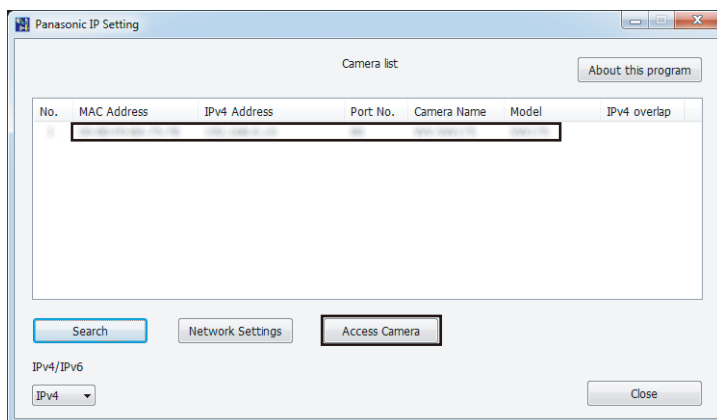 Panasonic IP Setting
Camera list
About this program
No. MAC Address IPv4 Address Port No. Camera Name Model IPv4 overlap
Search Network Settings Access Camera
IPv4/IPv6
IPv4 Close